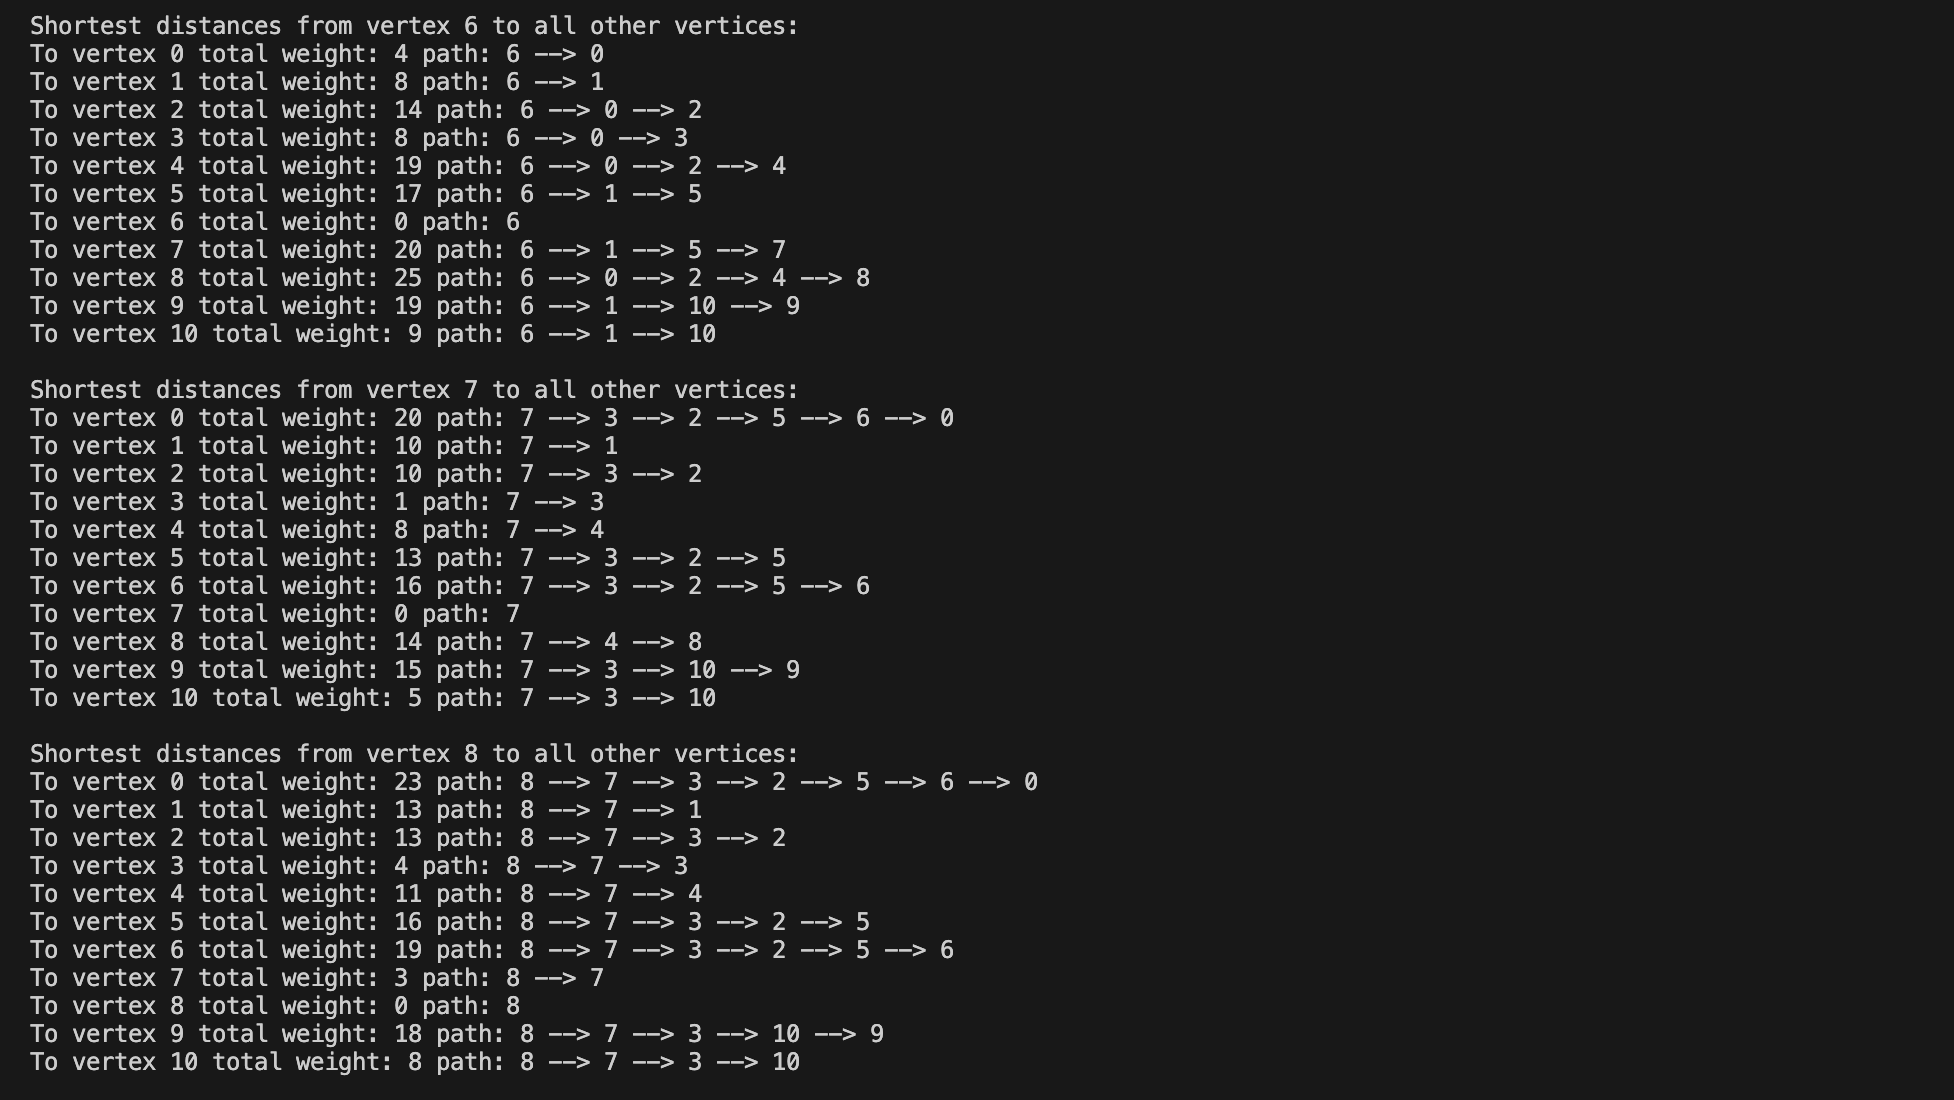 Shortest distances from vertex 6 to all other vertices:
To vertex 0 total weight: 4 path: 6 --> 0
To vertex 1 total weight: 8 path: 6 --> 1
To vertex 2 total weight: 14 path: 6 --> 0 --> 2
To vertex 3 total weight: 8 path: 6 --> 0 --> 3
To vertex 4 total weight: 19 path: 6 --> 0 --> 2 --> 4
To vertex 5 total weight: 17 path: 6 --> 1 --> 5
To vertex 6 total weight: 0 path: 6
To vertex 7 total weight: 20 path: 6 --> 1 --> 5 --> 7
To vertex 8 total weight: 25 path: 6 --> 0 --> 2 --> 4 --> 8
To vertex 9 total weight: 19 path: 6 --> 1 --> 10 --> 9
To vertex 10 total weight: 9 path: 6 --> 1 --> 10

Shortest distances from vertex 7 to all other vertices:
To vertex 0 total weight: 20 path: 7 --> 3 --> 2 --> 5 --> 6 --> 0
To vertex 1 total weight: 10 path: 7 --> 1
To vertex 2 total weight: 10 path: 7 --> 3 --> 2
To vertex 3 total weight: 1 path: 7 --> 3
To vertex 4 total weight: 8 path: 7 --> 4
To vertex 5 total weight: 13 path: 7 --> 3 --> 2 --> 5
To vertex 6 total weight: 16 path: 7 --> 3 --> 2 --> 5 --> 6
To vertex 7 total weight: 0 path: 7
To vertex 8 total weight: 14 path: 7 --> 4 --> 8
To vertex 9 total weight: 15 path: 7 --> 3 --> 10 --> 9
To vertex 10 total weight: 5 path: 7 --> 3 --> 10

Shortest distances from vertex 8 to all other vertices:
To vertex 0 total weight: 23 path: 8 --> 7 --> 3 --> 2 --> 5 --> 6 --> 0
To vertex 1 total weight: 13 path: 8 --> 7 --> 1
To vertex 2 total weight: 13 path: 8 --> 7 --> 3 --> 2
To vertex 3 total weight: 4 path: 8 --> 7 --> 3
To vertex 4 total weight: 11 path: 8 --> 7 --> 4
To vertex 5 total weight: 16 path: 8 --> 7 --> 3 --> 2 --> 5
To vertex 6 total weight: 19 path: 8 --> 7 --> 3 --> 2 --> 5 --> 6
To vertex 7 total weight: 3 path: 8 --> 7
To vertex 8 total weight: 0 path: 8
To vertex 9 total weight: 18 path: 8 --> 7 --> 3 --> 10 --> 9
To vertex 10 total weight: 8 path: 8 --> 7 --> 3 --> 10